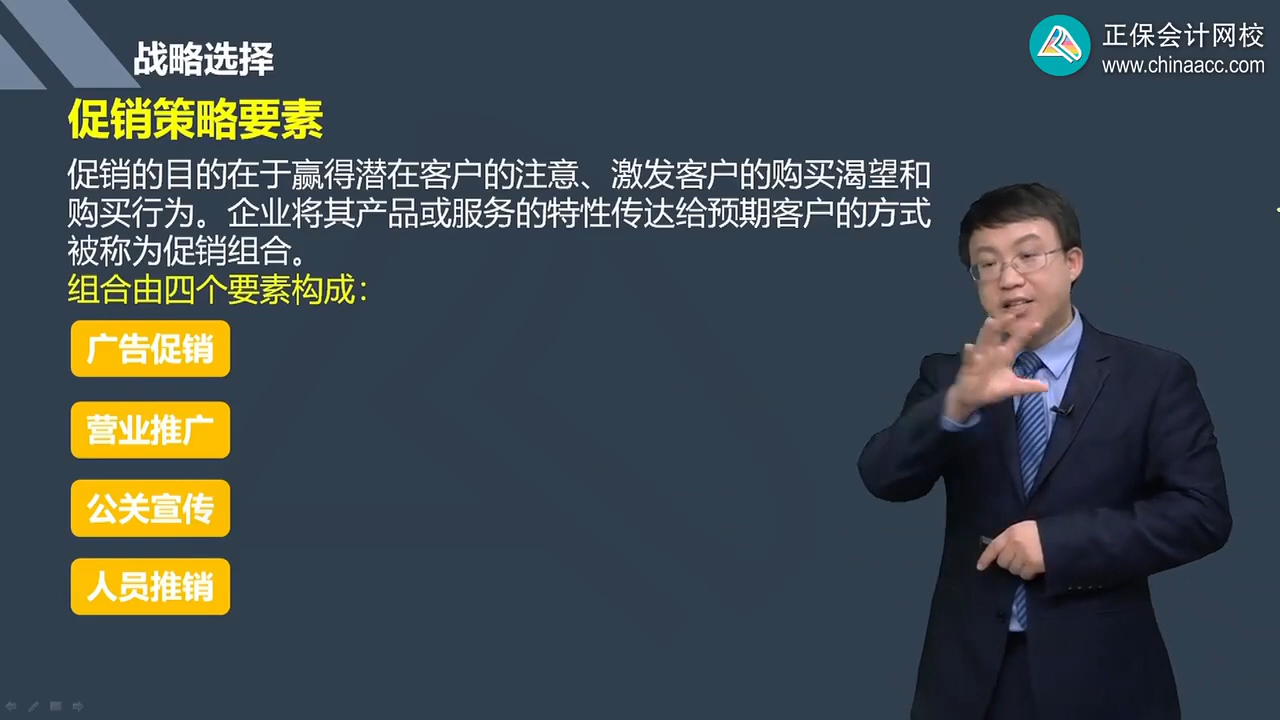 战略选择
正保会计网校
www.chinaacc.com
促销策略要素
促销的目的在于赢得潜在客户的注意、激发客户的购买渴望和
购买行为。企业将其产品或服务的特性传达给预期客户的方式
被称为促销组合。
组合由四个要素构成：
广告促销
营业推广
公关宣传
人员推销